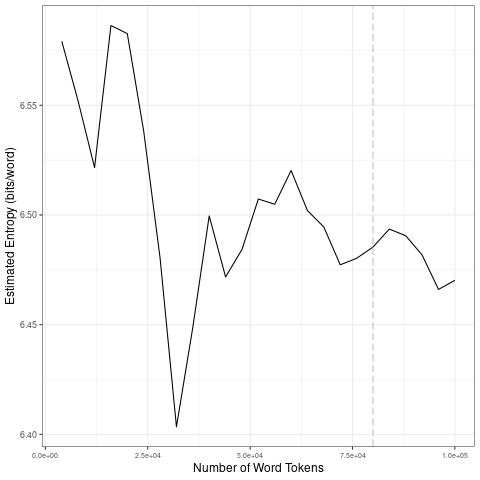 Estimated Entropy (bits/word)
6.55
6.50
6.45
6.40
0.0e+00 2.5e+04 5.0e+04 7.5e+04 1.0e+05
Number of Word Tokens